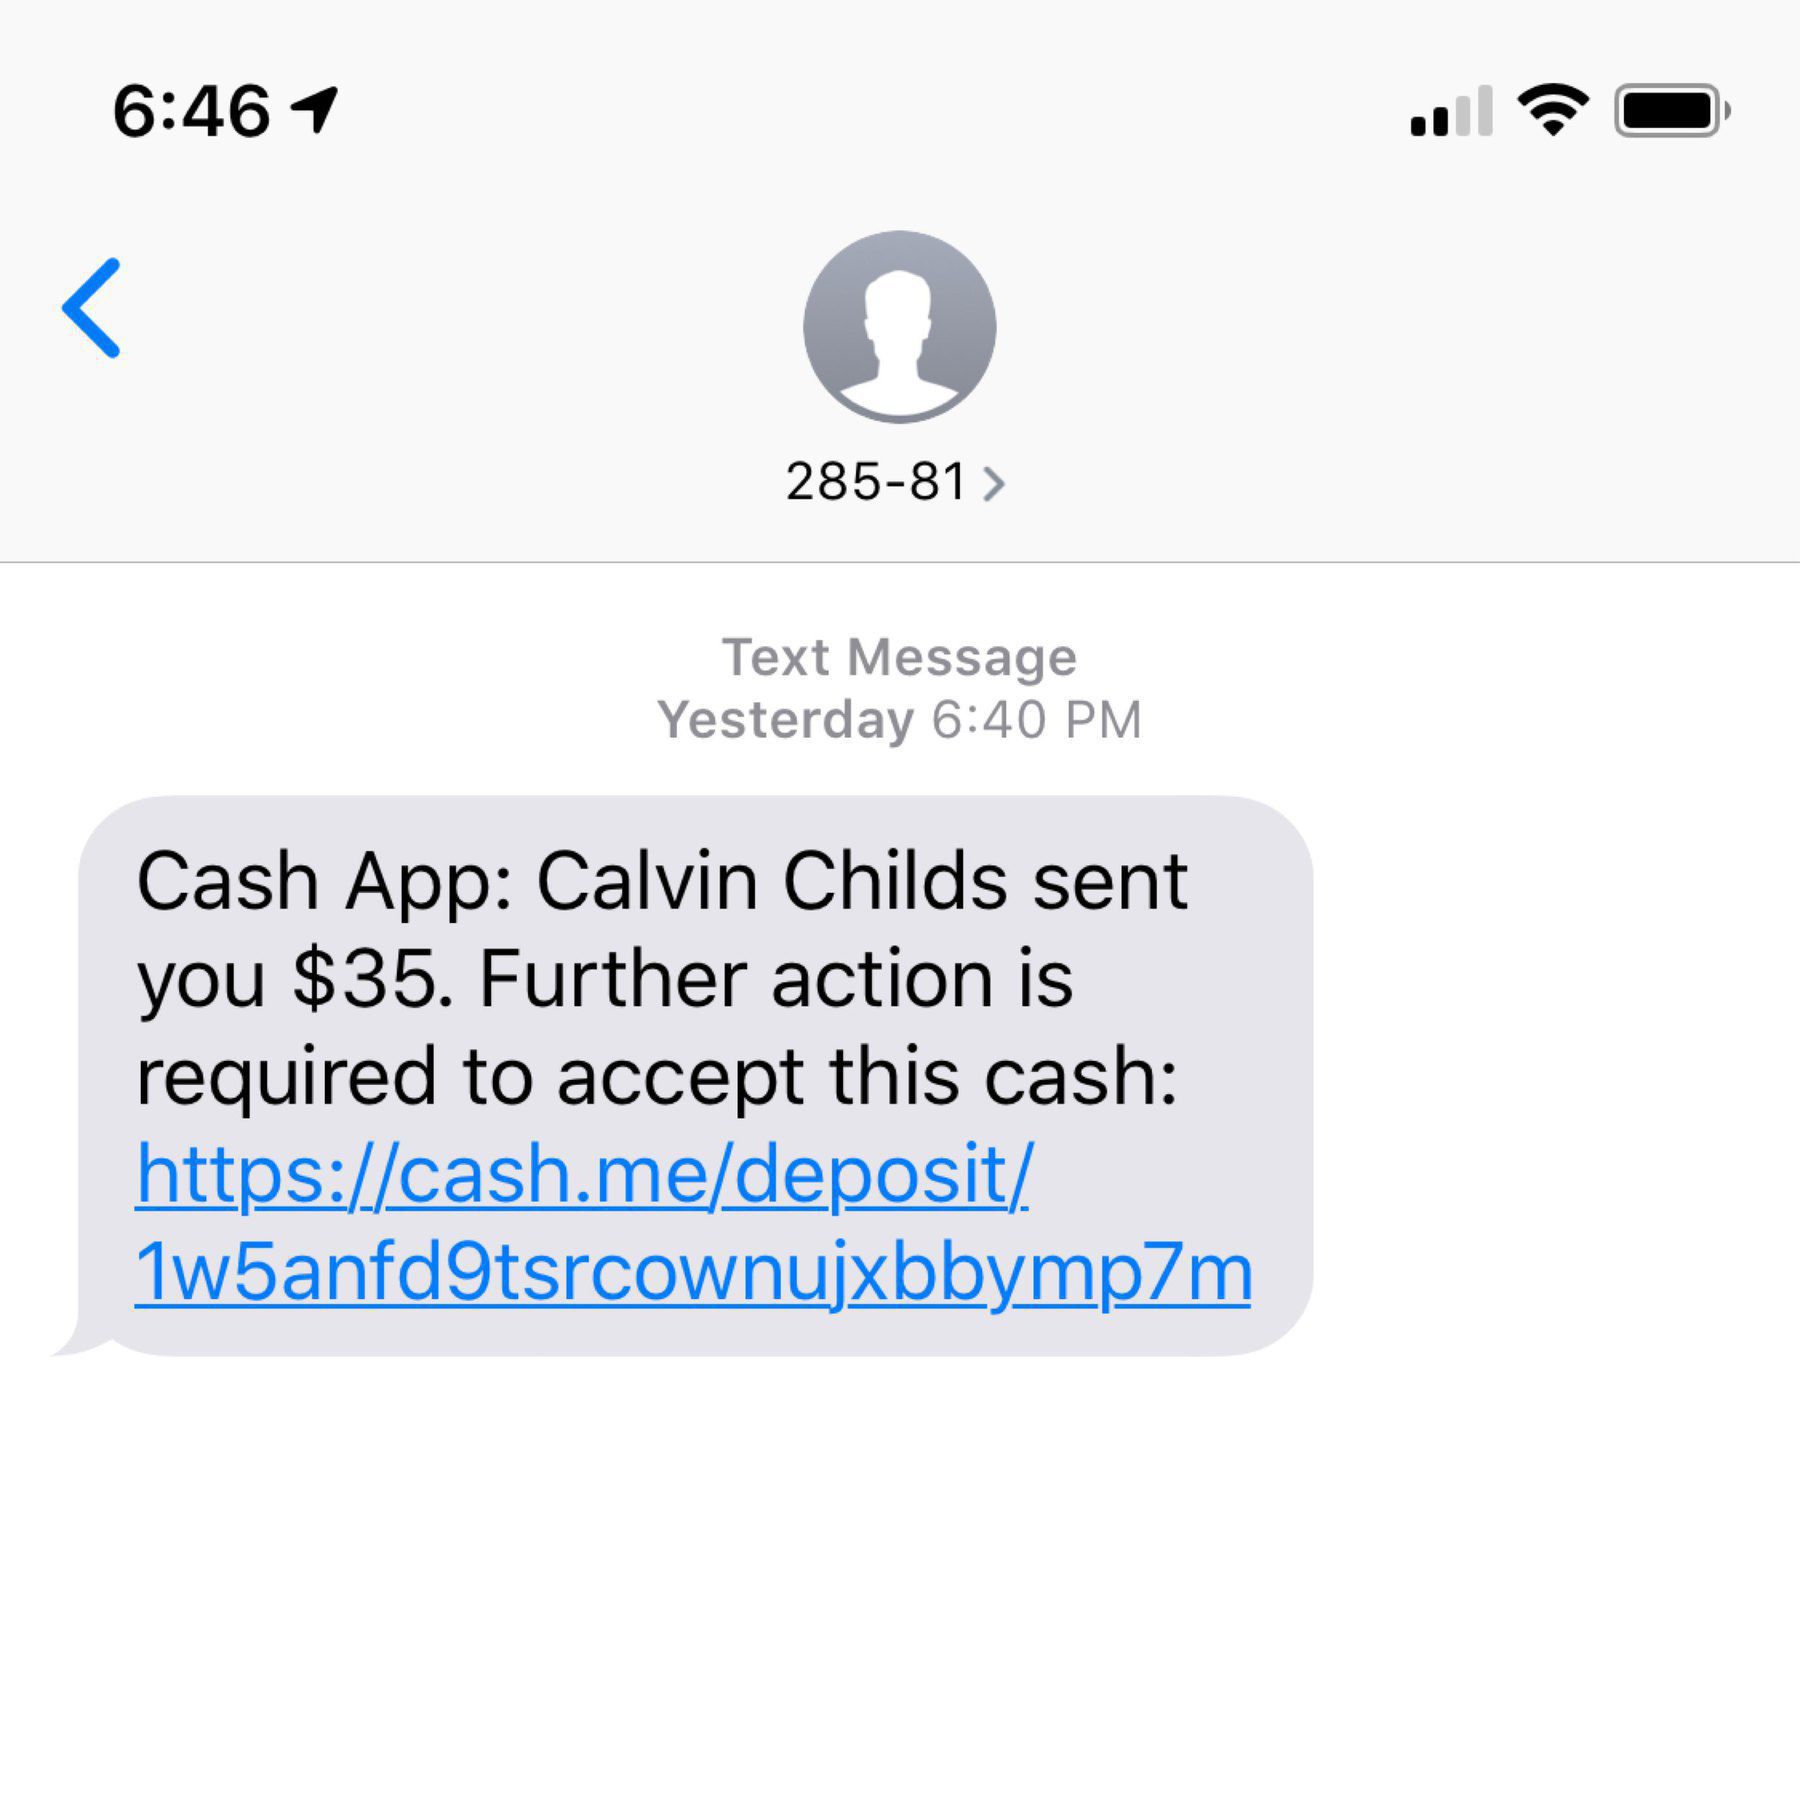 6:46
285-81
Text Message
Yesterday 6:40 PM
Cash App: Calvin Childs sent
you $35. Further action is
required to accept this cash:
https://cash.me/deposit/
1w5anfd9tsrcownujxbbymp7m